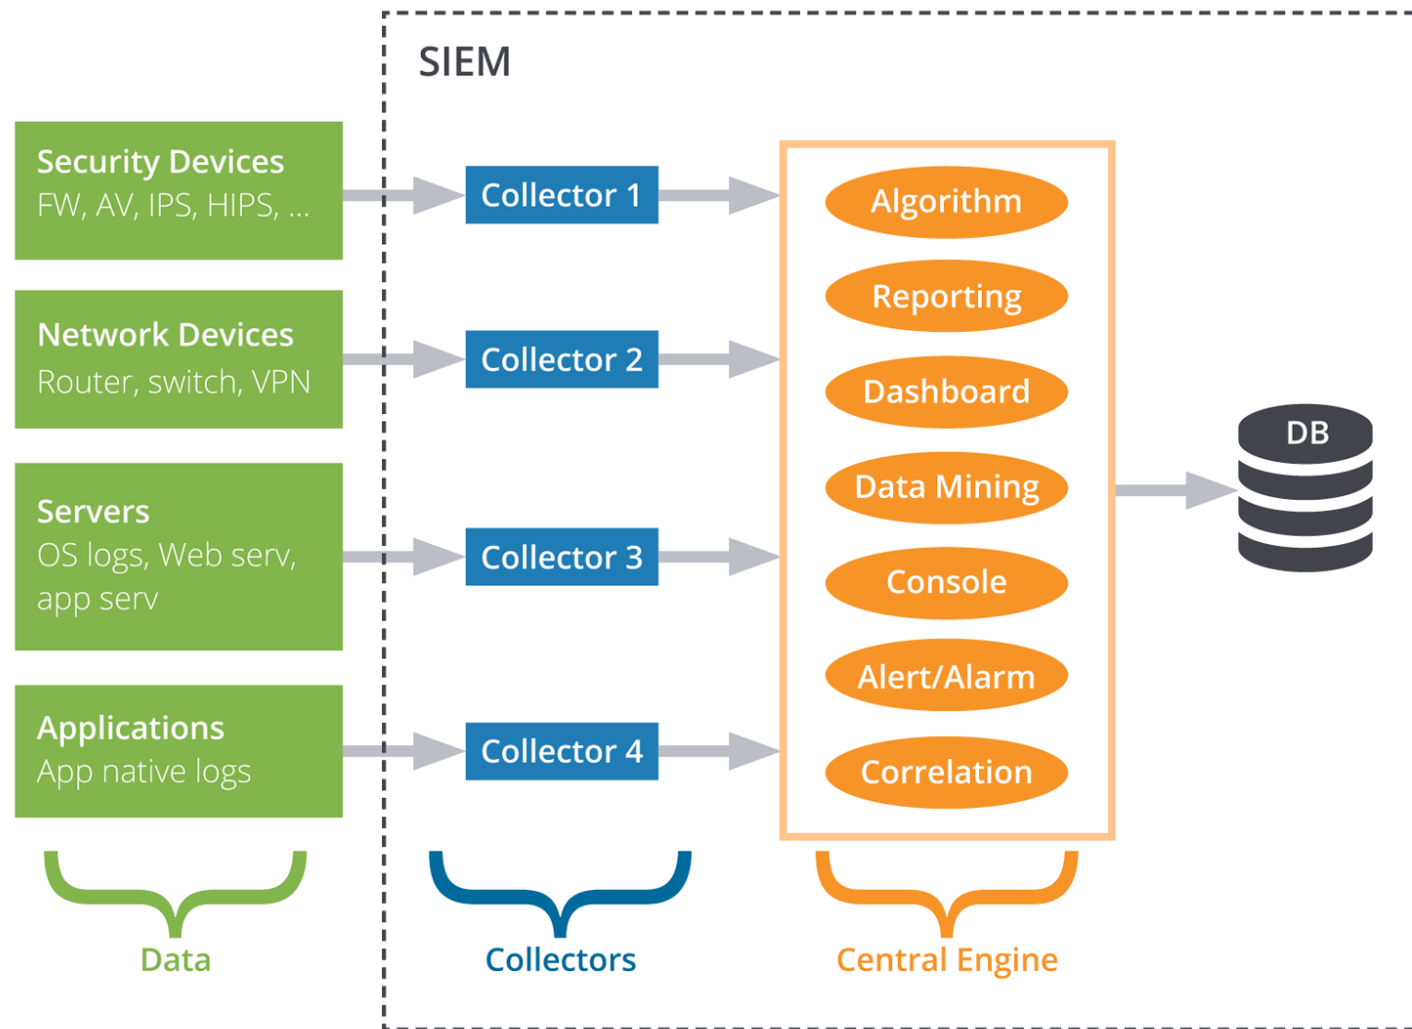 SIEM
Security Devices
FW, AV, IPS, HIPS, ...
Network Devices
Router, switch, VPN
Servers
OS logs, Web serv,
app serv
Applications
App native logs
Data
Collector 1
Collector 2
Collector 3
Collector 4
Collectors
Algorithm
Reporting
Dashboard
Data Mining
Console
Alert/Alarm
Correlation
Central Engine
DB